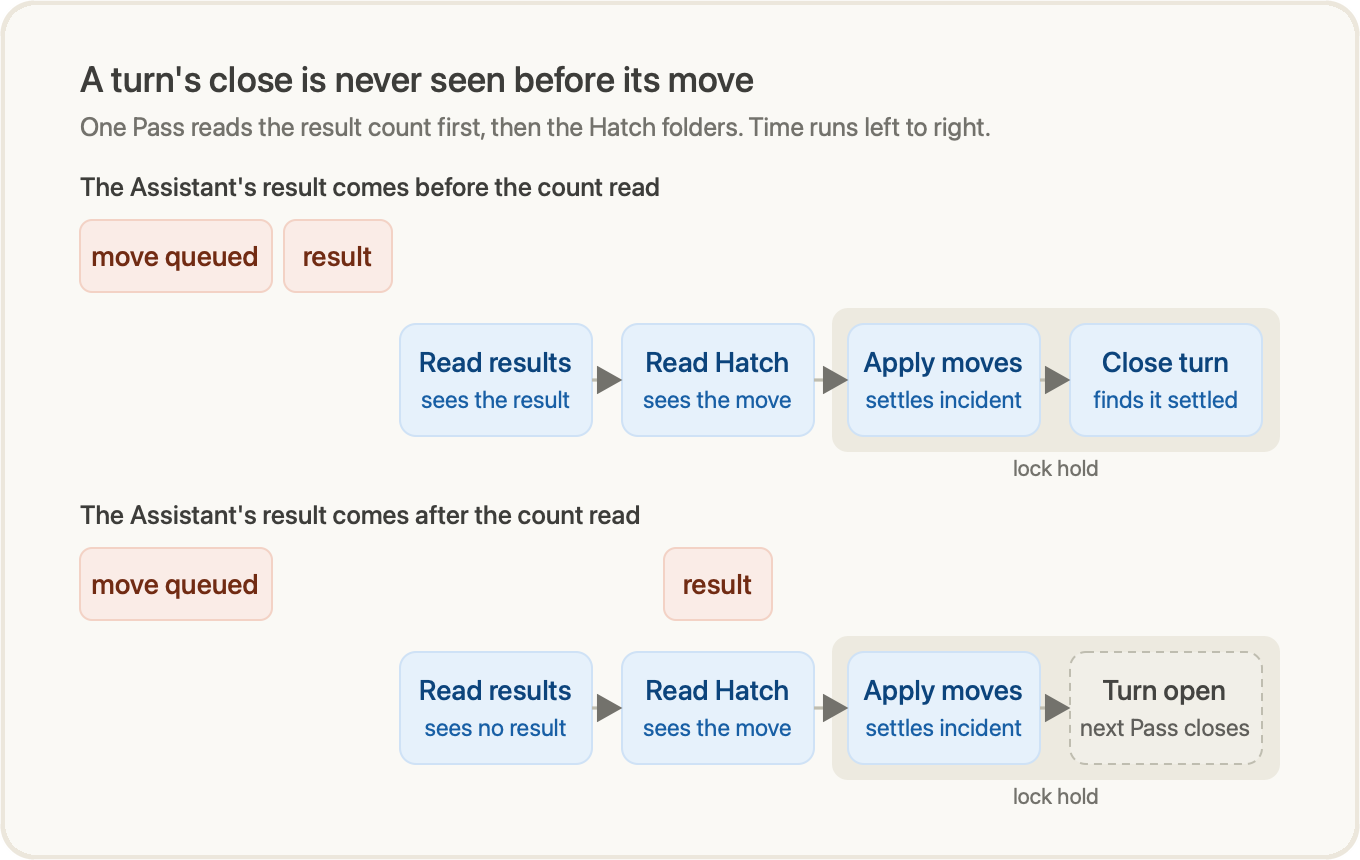 A turn's close is never seen before its move
One Pass reads the result count first, then the Hatch folders. Time runs left to right.
The Assistant's result comes before the count read
move queued
result
Read results
sees the result
Read Hatch
sees the move
Apply moves
settles incident
Close turn
finds it settled
lock hold
The Assistant's result comes after the count read
move queued
result
Read results
sees no result
Read Hatch
sees the move
Apply moves
settles incident
Turn open
next Pass closes
lock hold